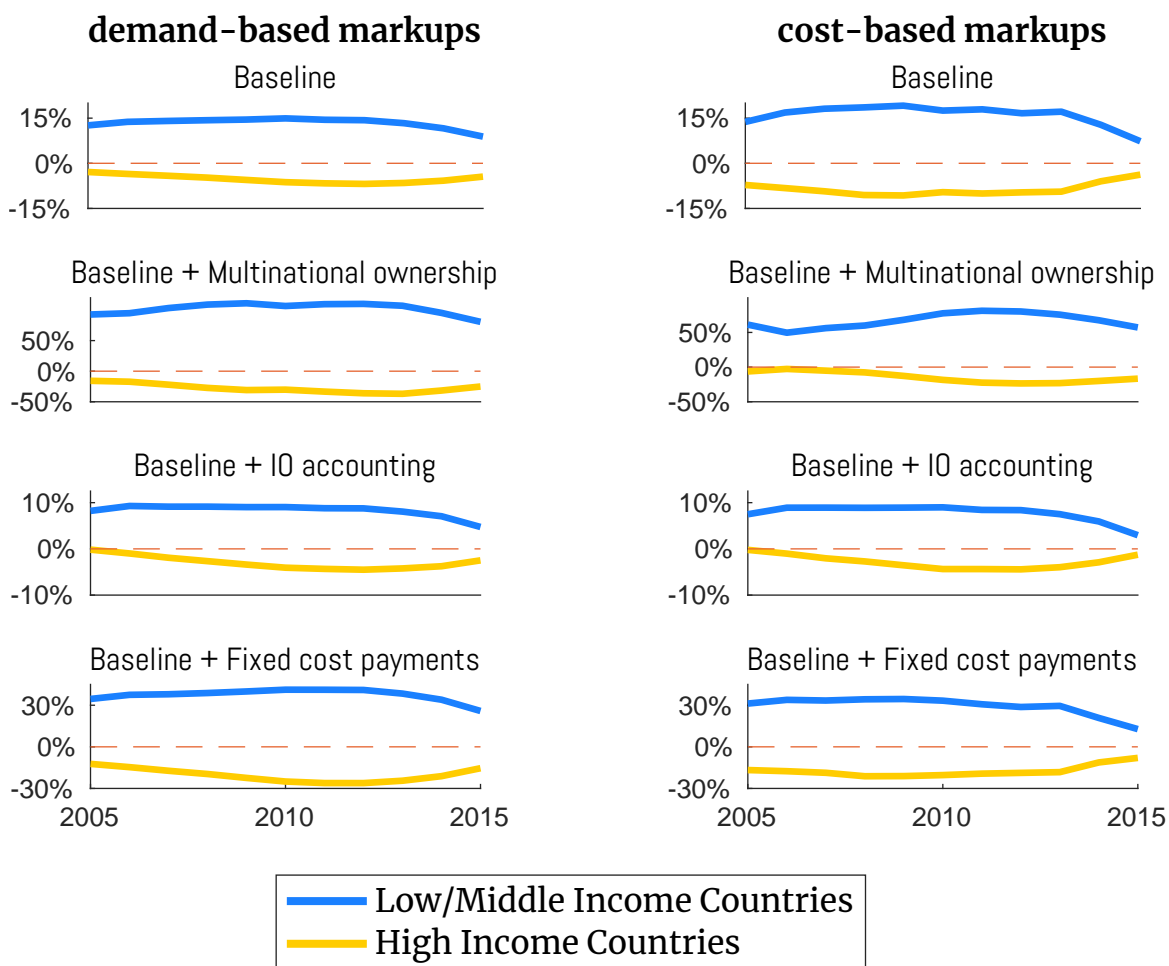 demand-based markups
cost-based markups
Baseline
15%
0%
-15%
Baseline
15%
0%
-15%
Baseline + Multinational ownership
50%
0%
-50%
Baseline + Multinational ownership
50%
0%
-50%
Baseline + IO accounting
10%
0%
-10%
Baseline + IO accounting
10%
0%
-10%
Baseline + Fixed cost payments
30%
0%
-30%
2005 2010 2015
Baseline + Fixed cost payments
30%
0%
-30%
2005 2010 2015
Low/Middle Income Countries
High Income Countries